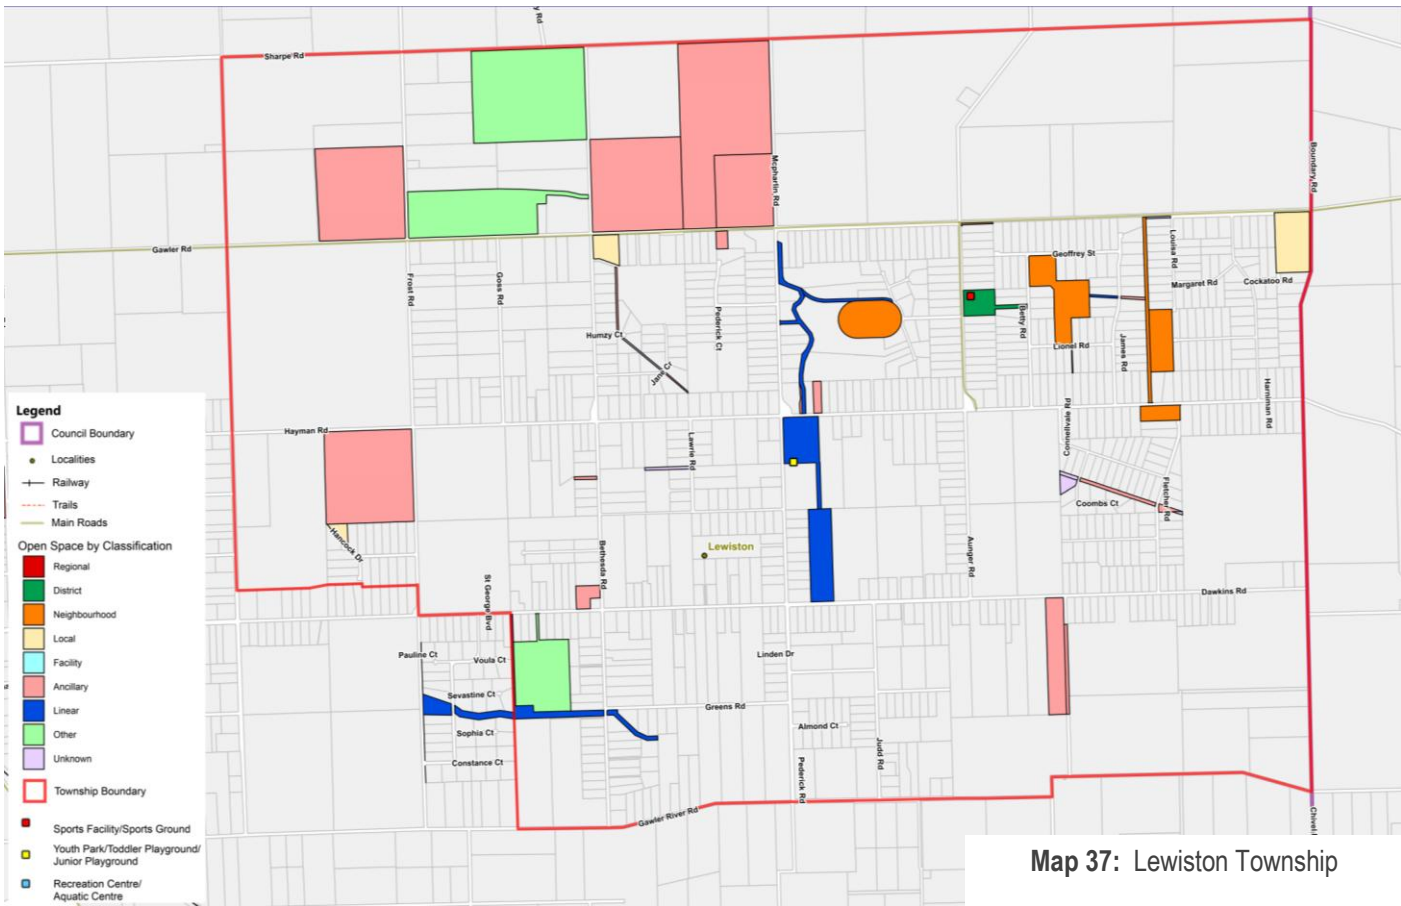 y Rd
Sharpe Rd
Mcpharlin Rd
Boundary Rd
Gawler Rd
Louisa Rd
Geoffrey St
Margaret Rd
Cockatoo Rd
Frost Rd
Goss Rd
Humzy Ct
Pederick Ct
Betty Rd
Lionel Rd
James Rd
Jane Cr
Harniman Rd
Legend
Council Boundary
Localities
Railway
Trails
Main Roads
Open Space by Classification
Regional
District
Neighbourhood
Local
Facility
Ancillary
Linear
Other
Unknown
Township Boundary
Sports Facility/Sports Ground
Youth Park/Toddler Playground/
Junior Playground
Recreation Centre/
Aquatic Centre
Hayman Rd
Lawrie Rd
Connellvale Rd
Fletcher Rd
Coombs Ct
Hancock Dr
Bethesda Rd
Lewiston
Aunger Rd
St George Bvd
Dawkins Rd
Pauline Ct
Voula Ct
Linden Dr
Sevastine Ct
Greens Rd
Sophia Ct
Almond Ct
Judd Rd
Constance Ct
Pederick Rd
Gawler River Rd
Map 37: Lewiston Township